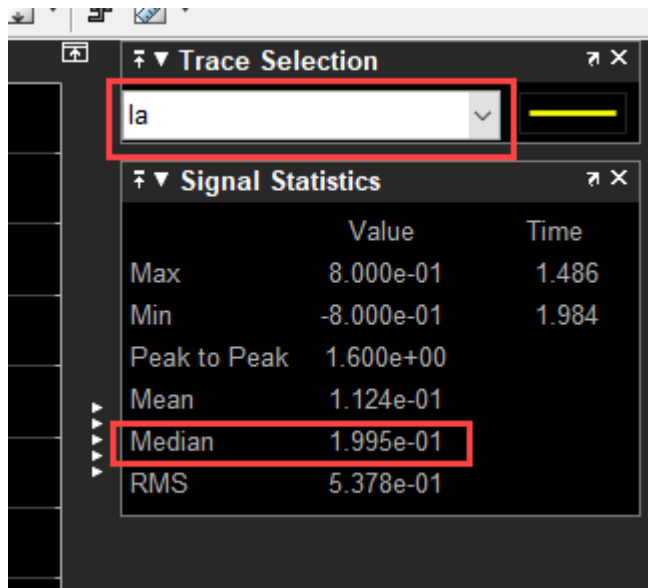 Trace Selection
Ia
Signal Statistics
Value Time
Max 8.000e-01 1.486
Min -8.000e-01 1.984
Peak to Peak 1.600e+00
Mean 1.124e-01
Median 1.995e-01
RMS 5.378e-01